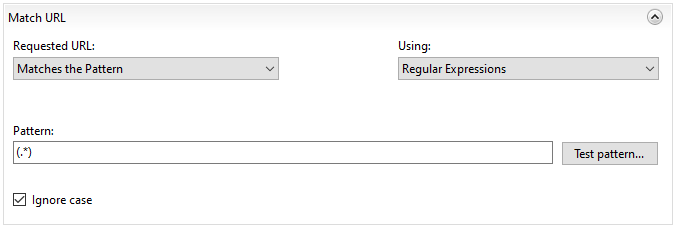 Match URL
Requested URL: Using:
Matches the Pattern Regular Expressions
Pattern:
(.*) Test pattern...
Ignore case